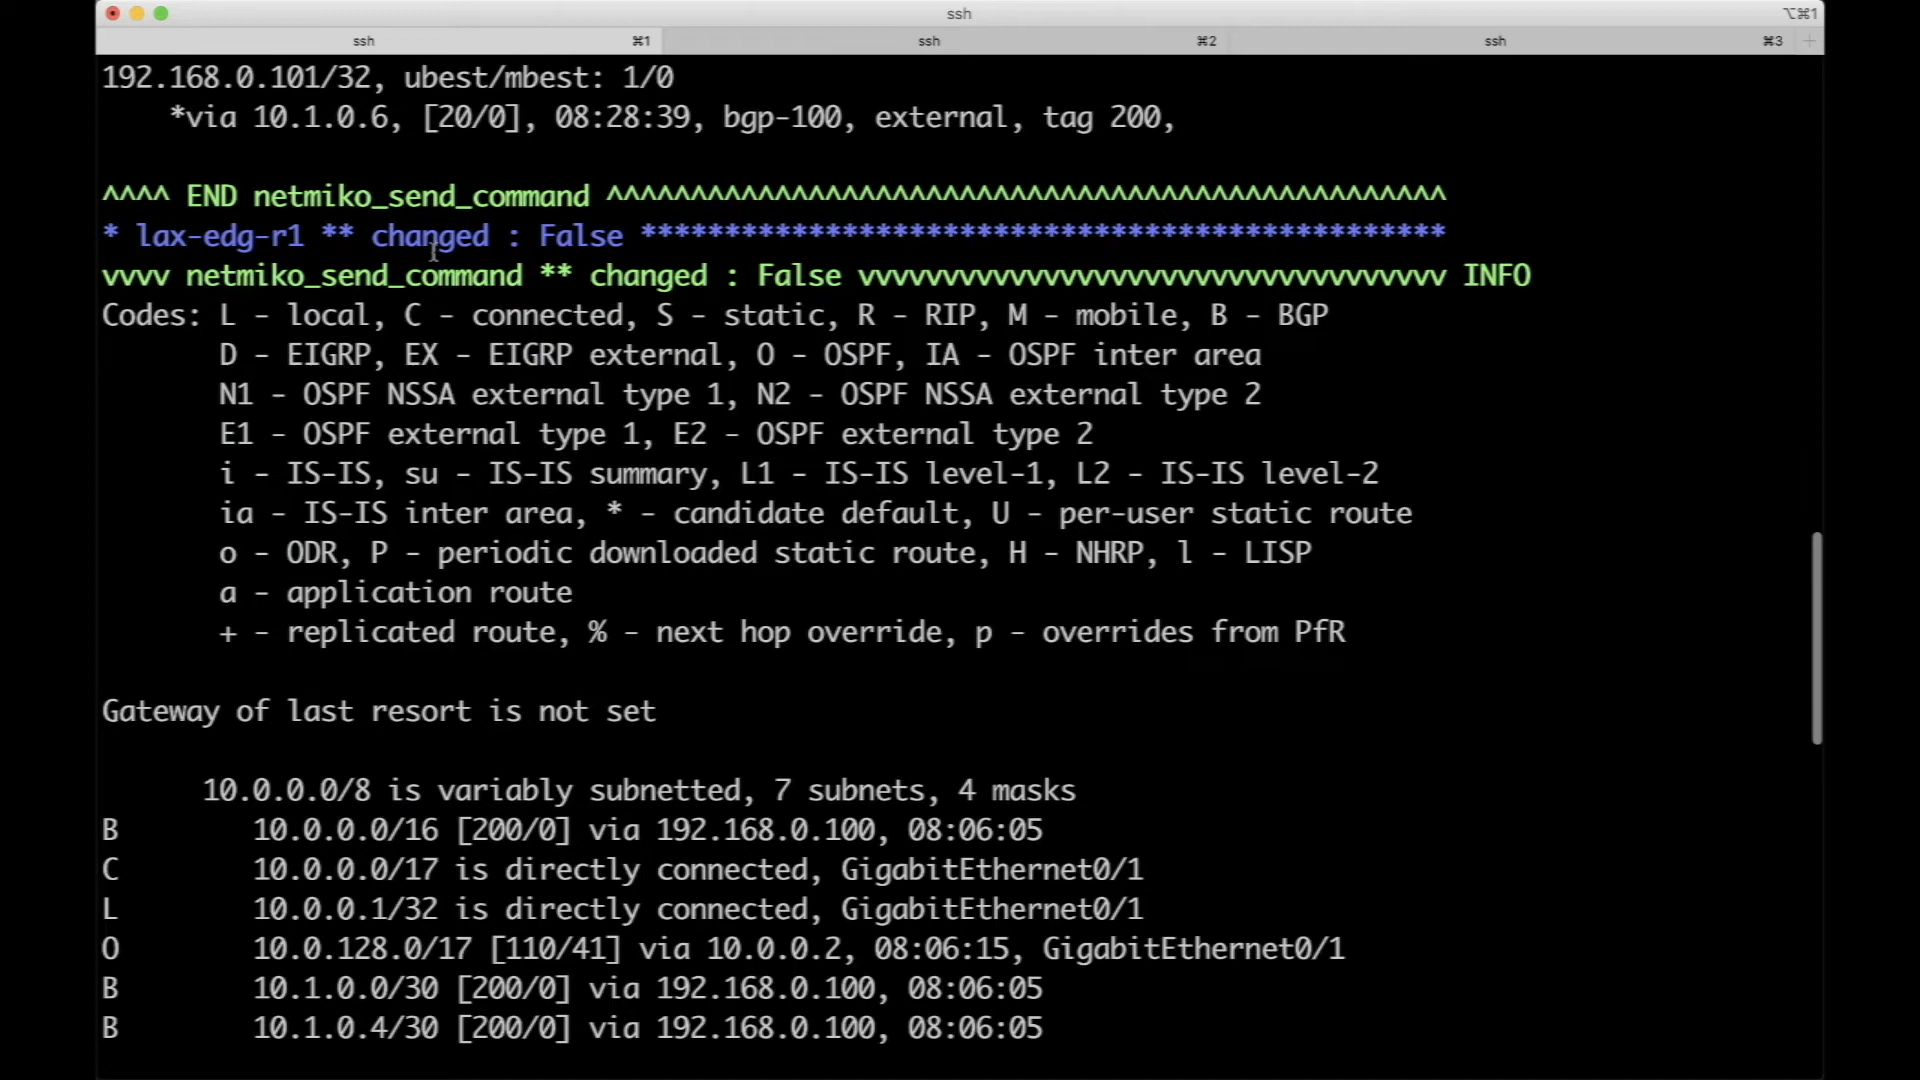 ssh
⌥⌘1
ssh ⌘1 ssh ⌘2 ssh ⌘3 +
192.168.0.101/32, ubest/mbest: 1/0
    *via 10.1.0.6, [20/0], 08:28:39, bgp-100, external, tag 200,
^^^^ END netmiko_send_command ^^^^^^^^^^^^^^^^^^^^^^^^^^^^^^^^^^^^^^^^^^^^^^^^^^
* lax-edg-r1 ** changed : False ************************************************
vvvv netmiko_send_command ** changed : False vvvvvvvvvvvvvvvvvvvvvvvvvvvvvvvvvvv INFO
Codes: L - local, C - connected, S - static, R - RIP, M - mobile, B - BGP
       D - EIGRP, EX - EIGRP external, O - OSPF, IA - OSPF inter area
       N1 - OSPF NSSA external type 1, N2 - OSPF NSSA external type 2
       E1 - OSPF external type 1, E2 - OSPF external type 2
       i - IS-IS, su - IS-IS summary, L1 - IS-IS level-1, L2 - IS-IS level-2
       ia - IS-IS inter area, * - candidate default, U - per-user static route
       o - ODR, P - periodic downloaded static route, H - NHRP, l - LISP
       a - application route
       + - replicated route, % - next hop override, p - overrides from PfR
Gateway of last resort is not set
      10.0.0.0/8 is variably subnetted, 7 subnets, 4 masks
B        10.0.0.0/16 [200/0] via 192.168.0.100, 08:06:05
C        10.0.0.0/17 is directly connected, GigabitEthernet0/1
L        10.0.0.1/32 is directly connected, GigabitEthernet0/1
O        10.0.128.0/17 [110/41] via 10.0.0.2, 08:06:15, GigabitEthernet0/1
B        10.1.0.0/30 [200/0] via 192.168.0.100, 08:06:05
B        10.1.0.4/30 [200/0] via 192.168.0.100, 08:06:05